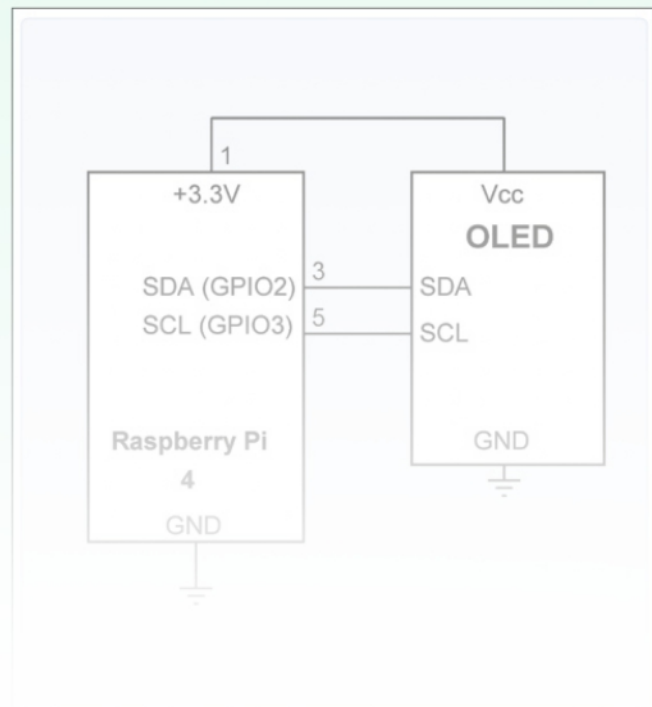 1
+3.3V
Vcc
OLED
SDA (GPIO2)
3
SDA
SCL (GPIO3)
5
SCL
Raspberry Pi
4
GND
GND